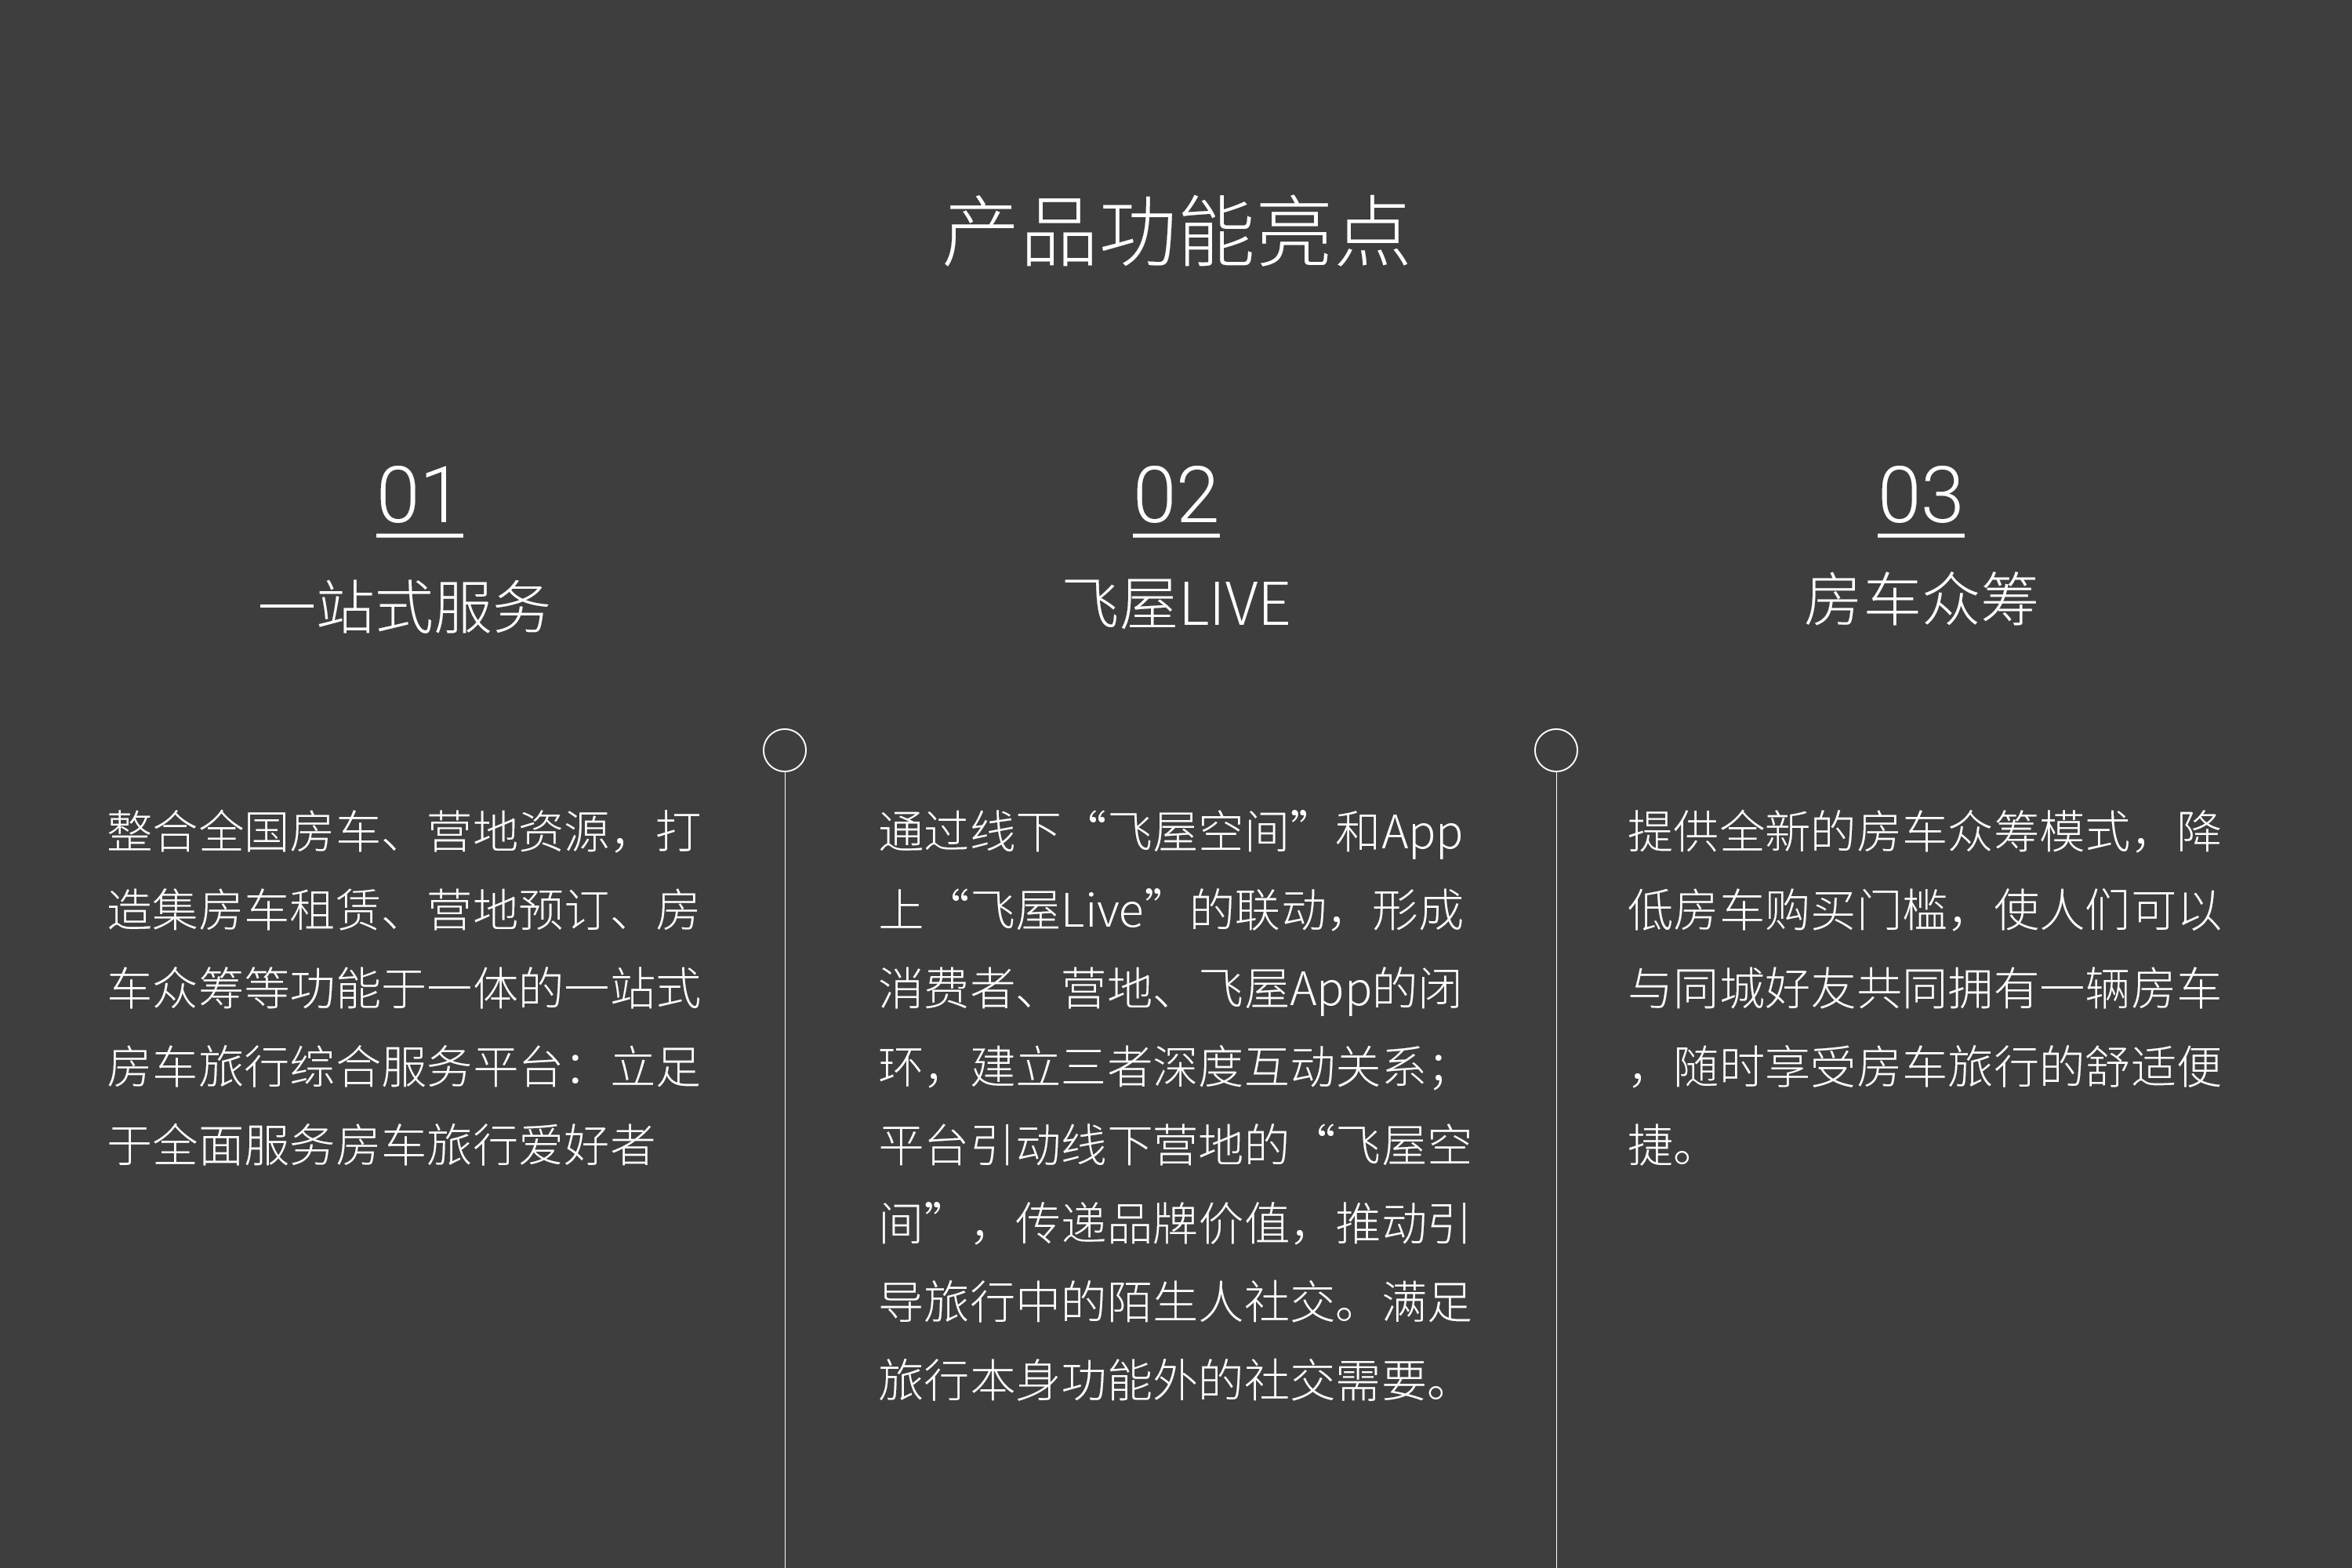 产品功能亮点
01
一站式服务
整合全国房车、营地资源，打
造集房车租赁、营地预订、房
车众筹等功能于一体的一站式
房车旅行综合服务平台：立足
于全面服务房车旅行爱好者
02
飞屋LIVE
通过线下“飞屋空间”和App
上“飞屋Live”的联动，形成
消费者、营地、飞屋App的闭
环，建立三者深度互动关系；
平台引动线下营地的“飞屋空
间”，传递品牌价值，推动引
导旅行中的陌生人社交。满足
旅行本身功能外的社交需要。
03
房车众筹
提供全新的房车众筹模式，降
低房车购买门槛，使人们可以
与同城好友共同拥有一辆房车
，随时享受房车旅行的舒适便
捷。